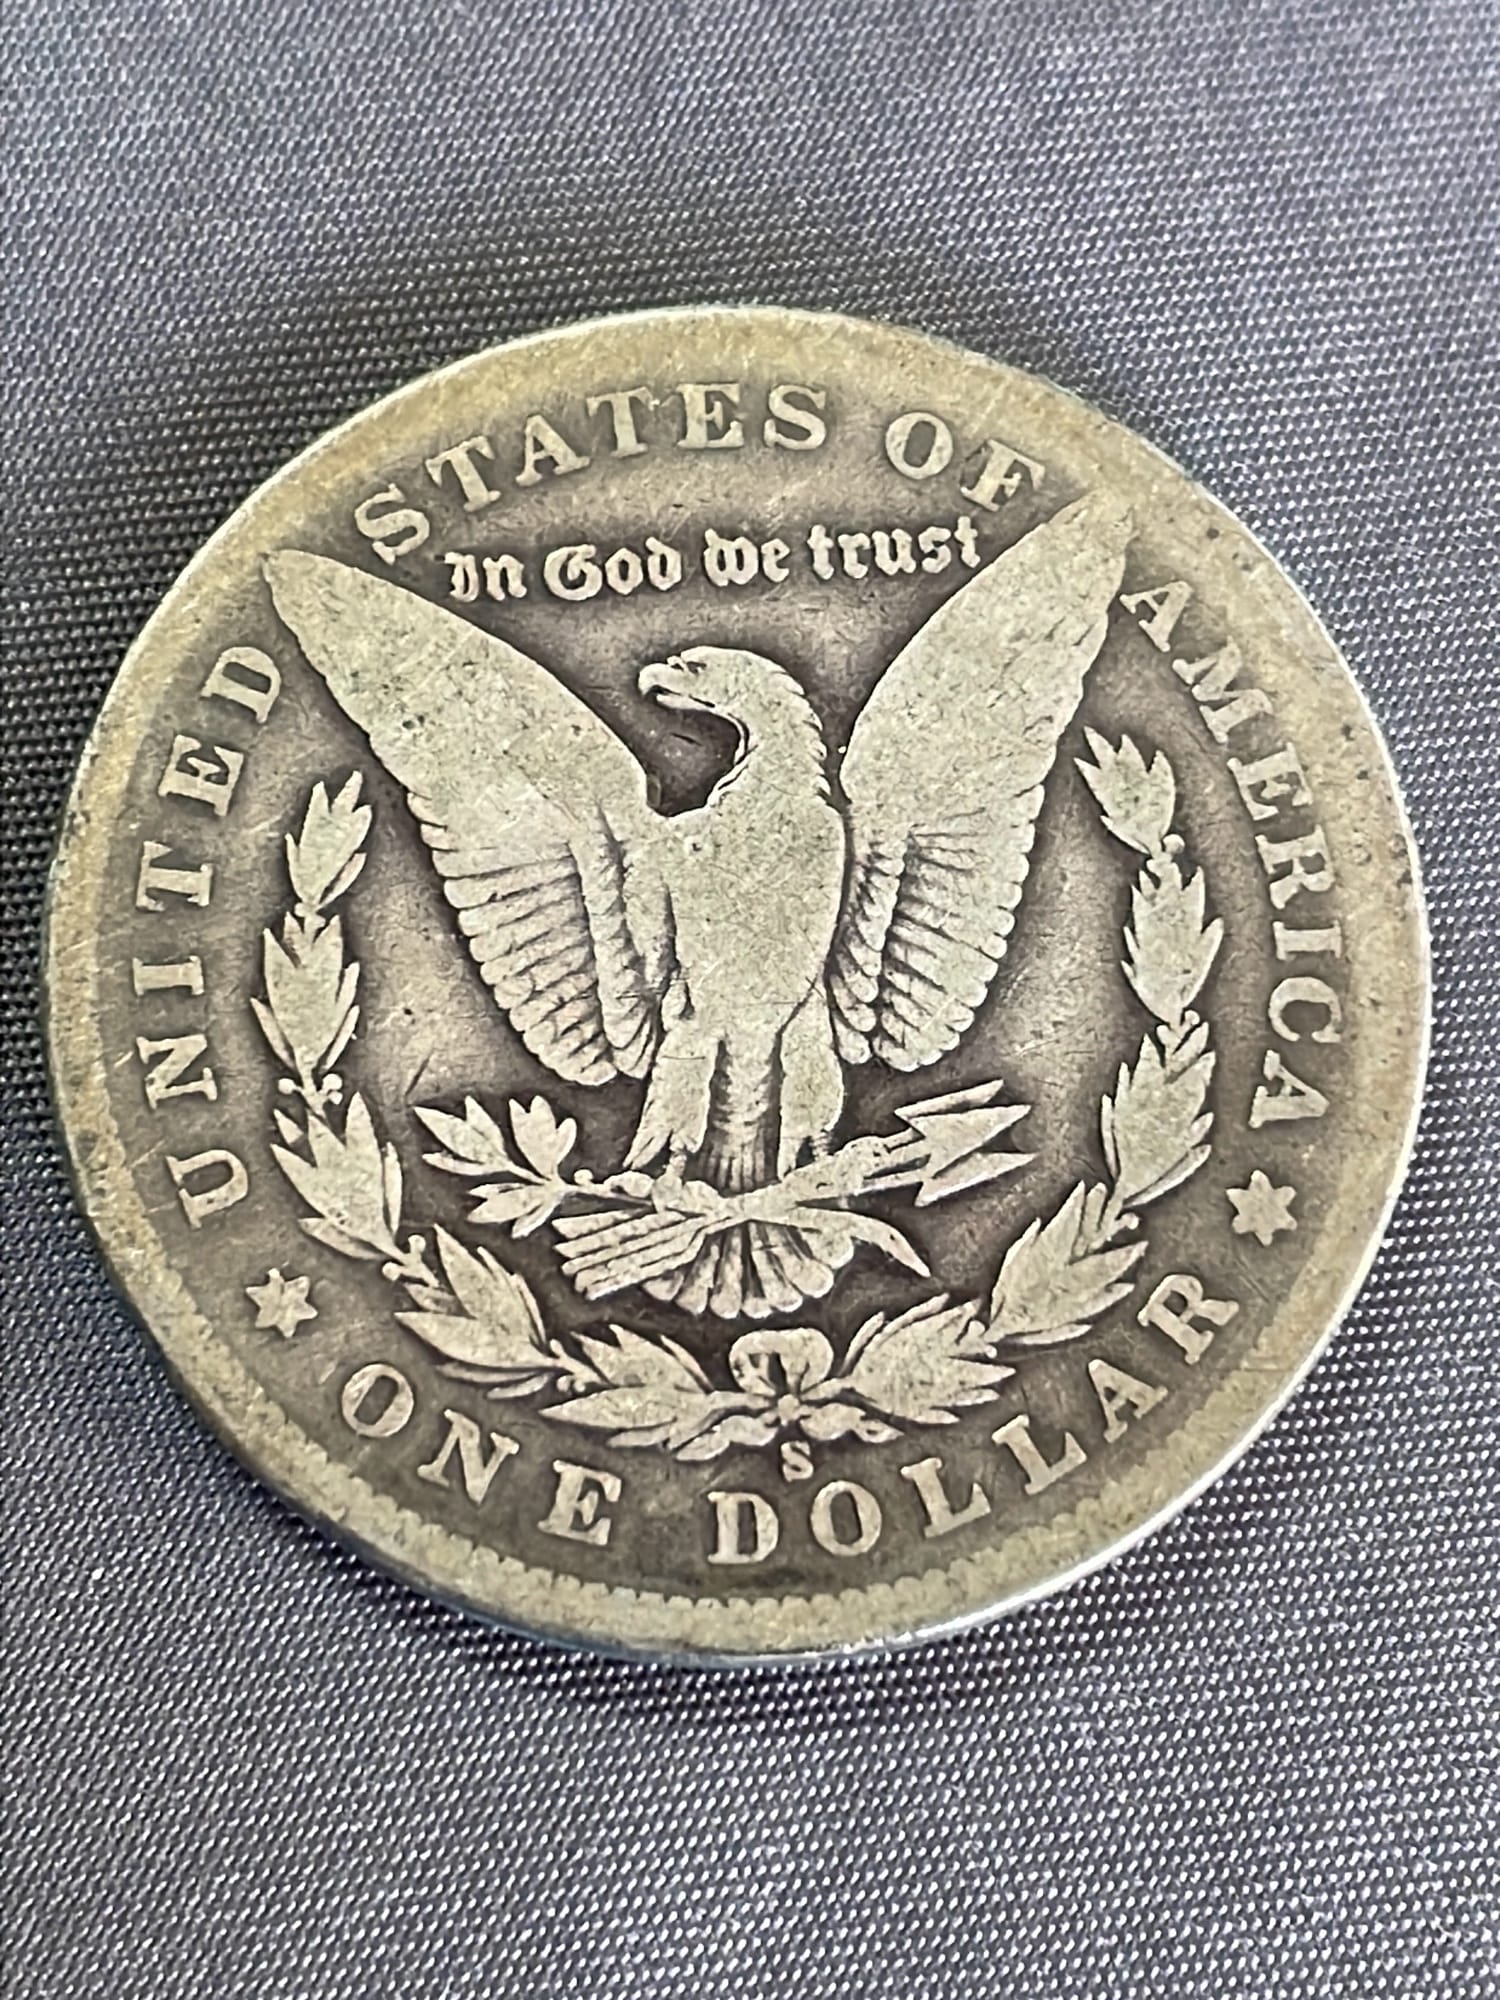 UNITED STATES OF AMERICA
In God we trust
S
ONE DOLLAR